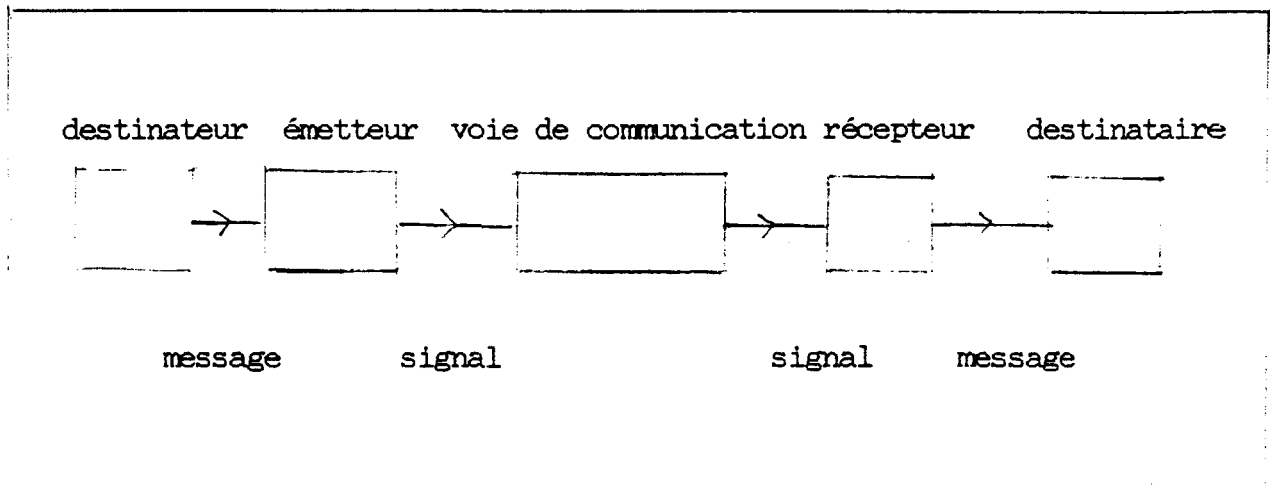 destinateur émetteur voie de communication récepteur destinataire
message signal signal message